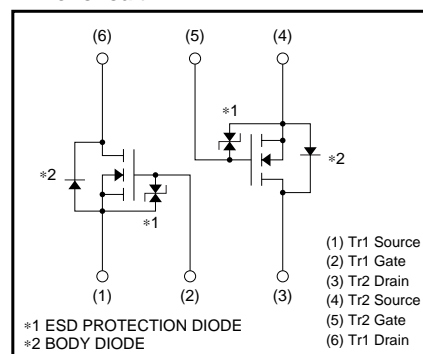 (6) (5) (4)
*1
*2
*2
*1
(1) (2) (3)
(1) Tr1 Source
(2) Tr1 Gate
(3) Tr2 Drain
(4) Tr2 Source
(5) Tr2 Gate
(6) Tr1 Drain
*1 ESD PROTECTION DIODE
*2 BODY DIODE